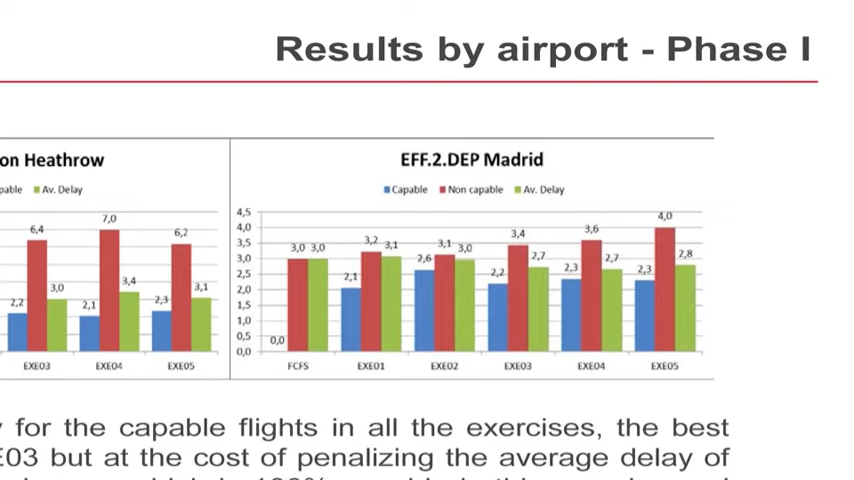 Results by airport - Phase I
on Heathrow
Av. Delay
6,4 7,0 6,2
2,2 3,0 2,1 3,4 2,3 3,1
EXE03 EXE04 EXE05
EFF.2.DEP Madrid
Capable Non capable Av. Delay
4,5
4,0
3,5
3,0
2,5
2,0
1,5
1,0
0,5
0,0
0,0 3,0 3,0 2,1 3,2 3,1 2,6 3,1 3,0 2,2 3,4 2,7 2,3 3,6 2,7 2,3 4,0 2,8
FCFS EXE01 EXE02 EXE03 EXE04 EXE05
for the capable flights in all the exercises, the best
E03 but at the cost of penalizing the average delay of